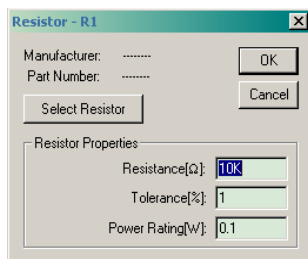 Resistor - R1
Manufacturer: --------
OK
Part Number: --------
Cancel
Select Resistor
Resistor Properties
Resistance[Ω]: 10K
Tolerance[%]: 1
Power Rating[W]: 0.1